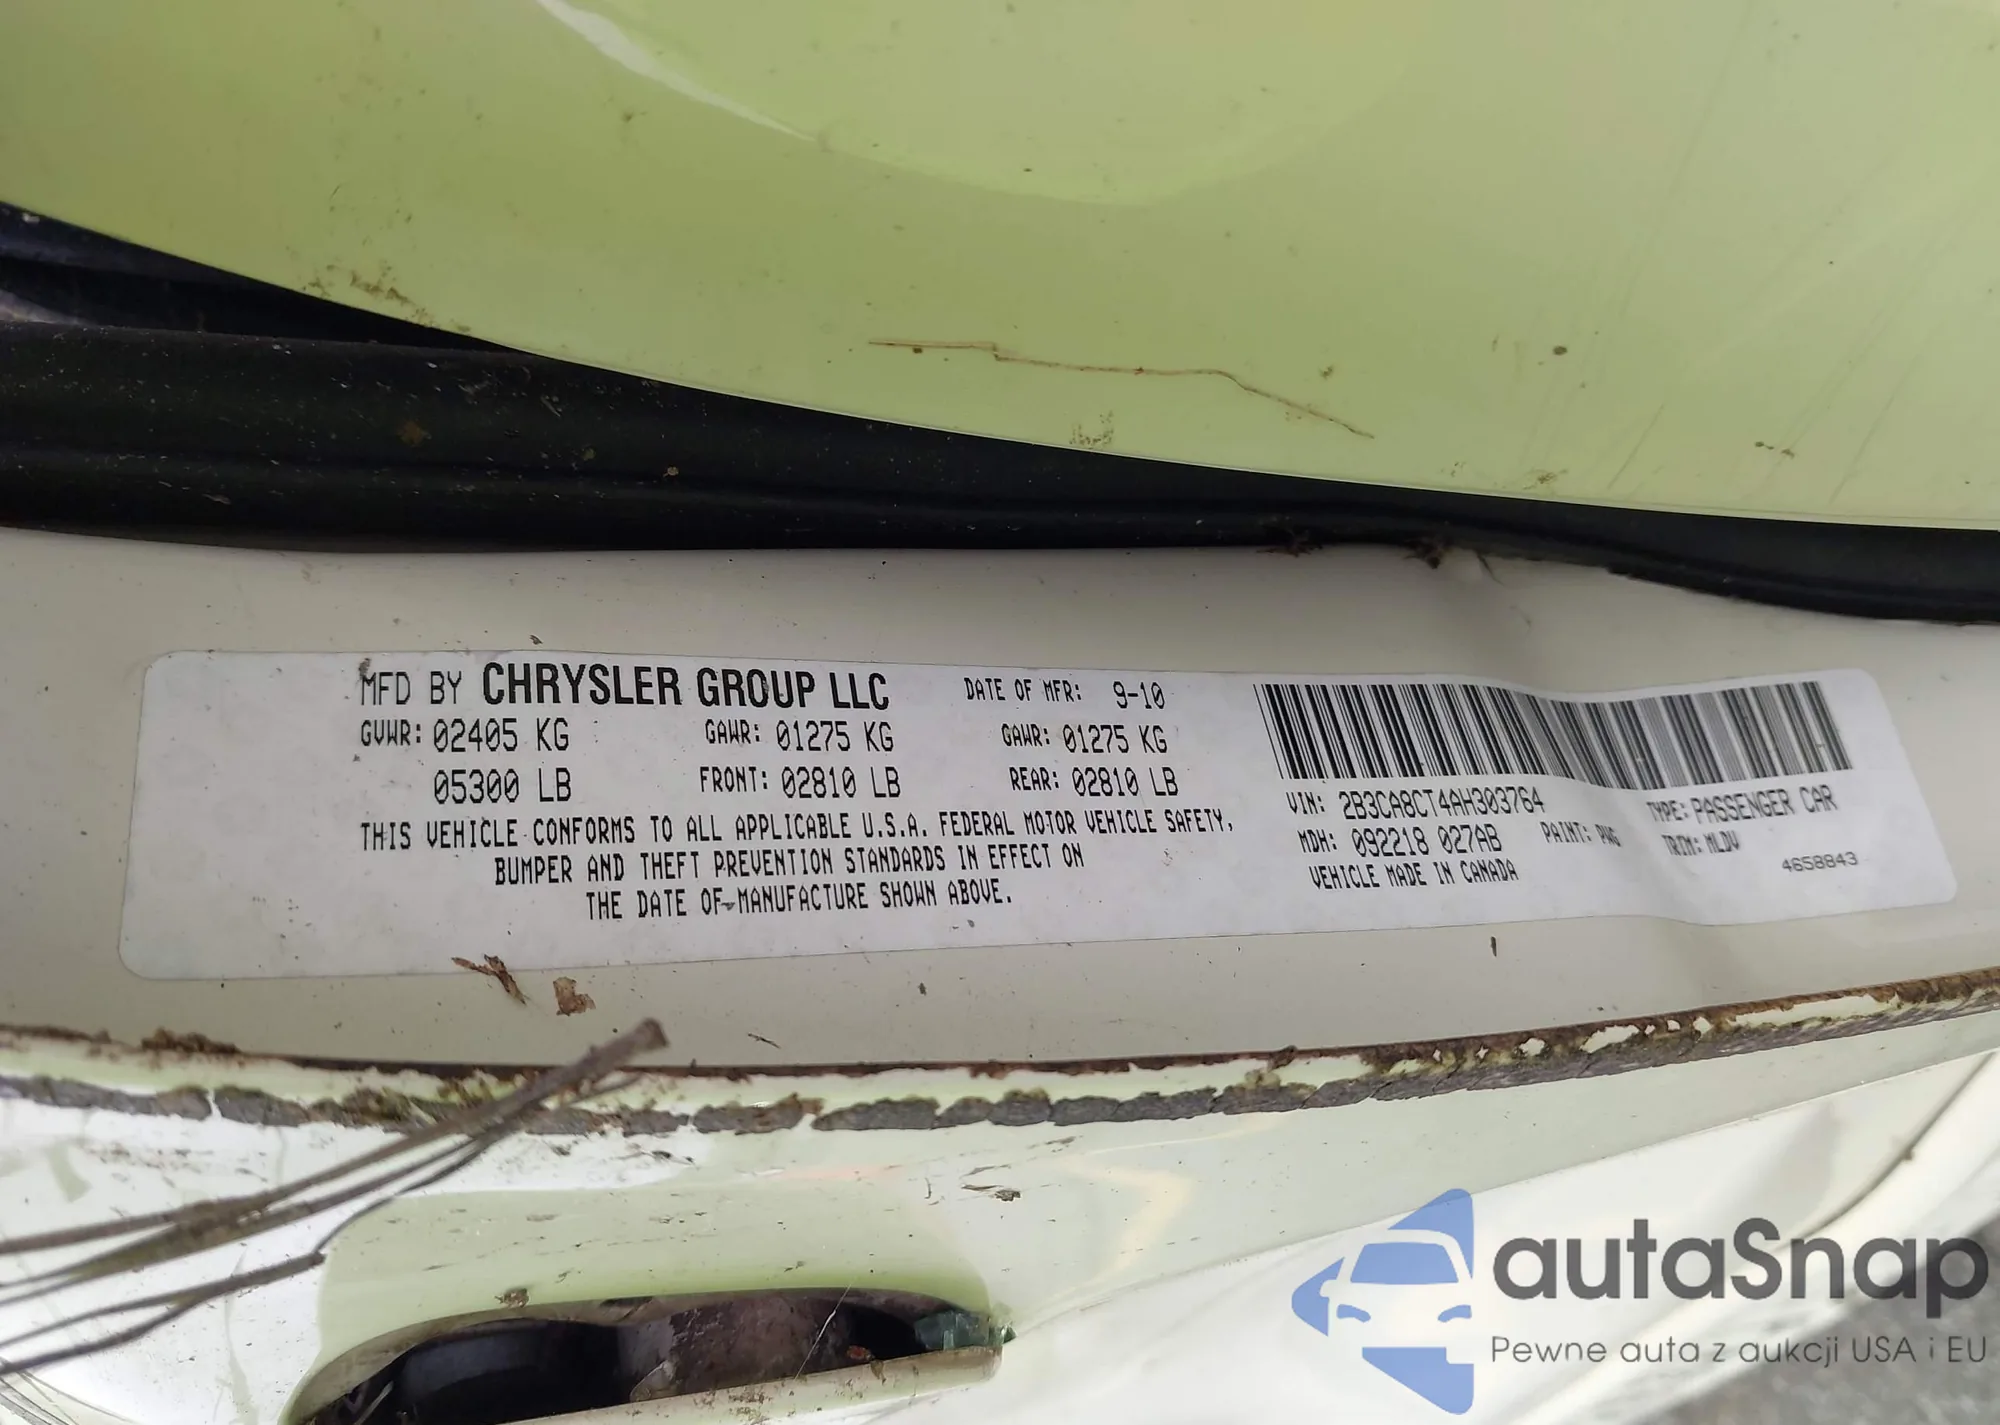 MFD BY CHRYSLER GROUP LLC DATE OF MFR: 9-10
GVWR: 02405 KG GAWR: 01275 KG GAWR: 01275 KG
05300 LB FRONT: 02810 LB REAR: 02810 LB
THIS VEHICLE CONFORMS TO ALL APPLICABLE U.S.A. FEDERAL MOTOR VEHICLE SAFETY,
BUMPER AND THEFT PREVENTION STANDARDS IN EFFECT ON
THE DATE OF MANUFACTURE SHOWN ABOVE.
VIN: 2B3CA8CT4AH303764 TYPE: PASSENGER CAR
MDH: 092218 027AB PAINT: PWG TRIM: MLDV
VEHICLE MADE IN CANADA 4658843
autaSnap
Pewne auta z aukcji USA i EU